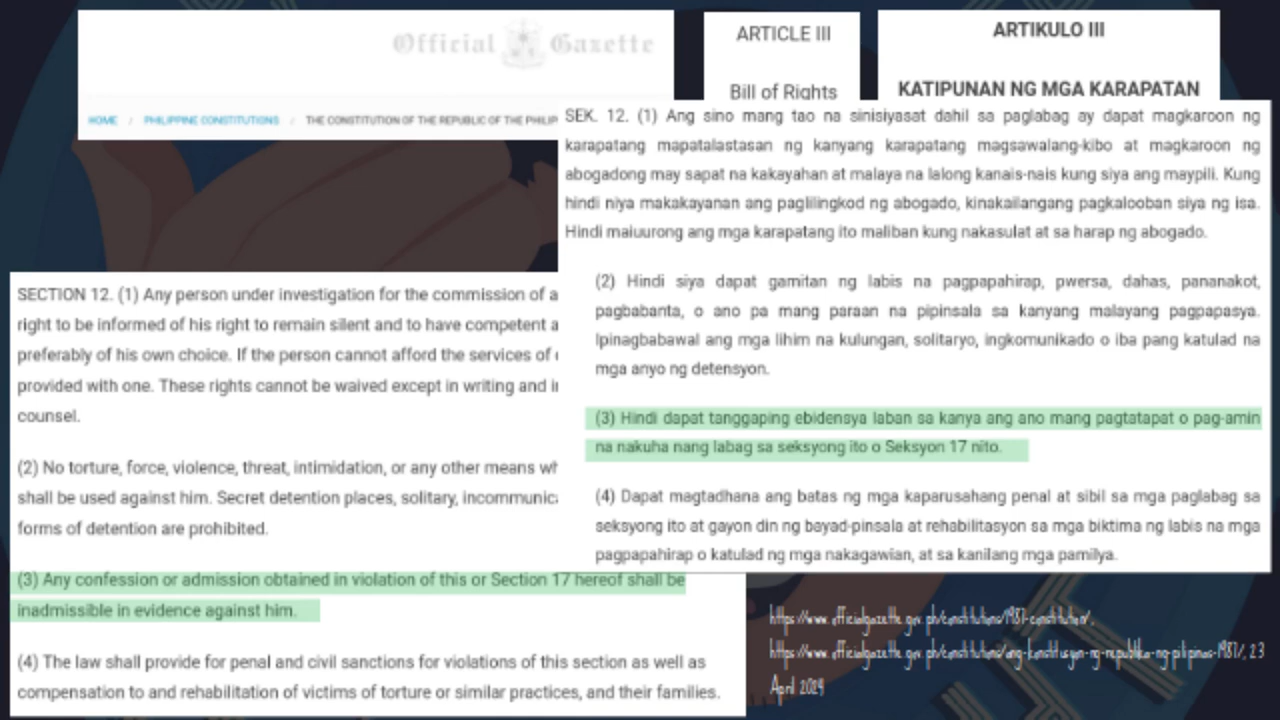 Official Gazette
HOME / PHILIPPINE CONSTITUTIONS / THE CONSTITUTION OF THE REPUBLIC OF THE PHILIP
ARTICLE III
Bill of Rights
ARTIKULO III
KATIPUNAN NG MGA KARAPATAN
SEK. 12. (1) Ang sino mang tao na sinisiyasat dahil sa paglabag ay dapat magkaroon ng
karapatang mapatalastasan ng kanyang karapatang magsawalang-kibo at magkaroon ng
abogadong may sapat na kakayahan at malaya na lalong kanais-nais kung siya ang maypili. Kung
hindi niya makakayanan ang paglilingkod ng abogado, kinakailangang pagkalooban siya ng isa.
Hindi maiuurong ang mga karapatang ito maliban kung nakasulat at sa harap ng abogado.
(2) Hindi siya dapat gamitan ng labis na pagpapahirap, pwersa, dahas, pananakot,
pagbabanta, o ano pa mang paraan na pipinsala sa kanyang malayang pagpapasya.
Ipinagbabawal ang mga lihim na kulungan, solitaryo, ingkomunikado o iba pang katulad na
mga anyo ng detensyon.
(3) Hindi dapat tanggaping ebidensya laban sa kanya ang ano mang pagtatapat o pag-amin
na nakuha nang labag sa seksyong ito o Seksyon 17 nito.
(4) Dapat magtadhana ang batas ng mga kaparusahang penal at sibil sa mga paglabag sa
seksyong ito at gayon din ng bayad-pinsala at rehabilitasyon sa mga biktima ng labis na mga
pagpapahirap o katulad ng mga nakagawian, at sa kanilang mga pamilya.
SECTION 12. (1) Any person under investigation for the commission of a
right to be informed of his right to remain silent and to have competent a
preferably of his own choice. If the person cannot afford the services of
provided with one. These rights cannot be waived except in writing and i
counsel.
(2) No torture, force, violence, threat, intimidation, or any other means wh
shall be used against him. Secret detention places, solitary, incommunic
forms of detention are prohibited.
(3) Any confession or admission obtained in violation of this or Section 17 hereof shall be
inadmissible in evidence against him.
(4) The law shall provide for penal and civil sanctions for violations of this section as well as
compensation to and rehabilitation of victims of torture or similar practices, and their families.
https://www.officialgazette.gov.ph/constitutions/1987-constitution/,
https://www.officialgazette.gov.ph/constitutions/ang-konstitusyon-ng-republika-ng-pilipinas-1987/, 23
April 2024